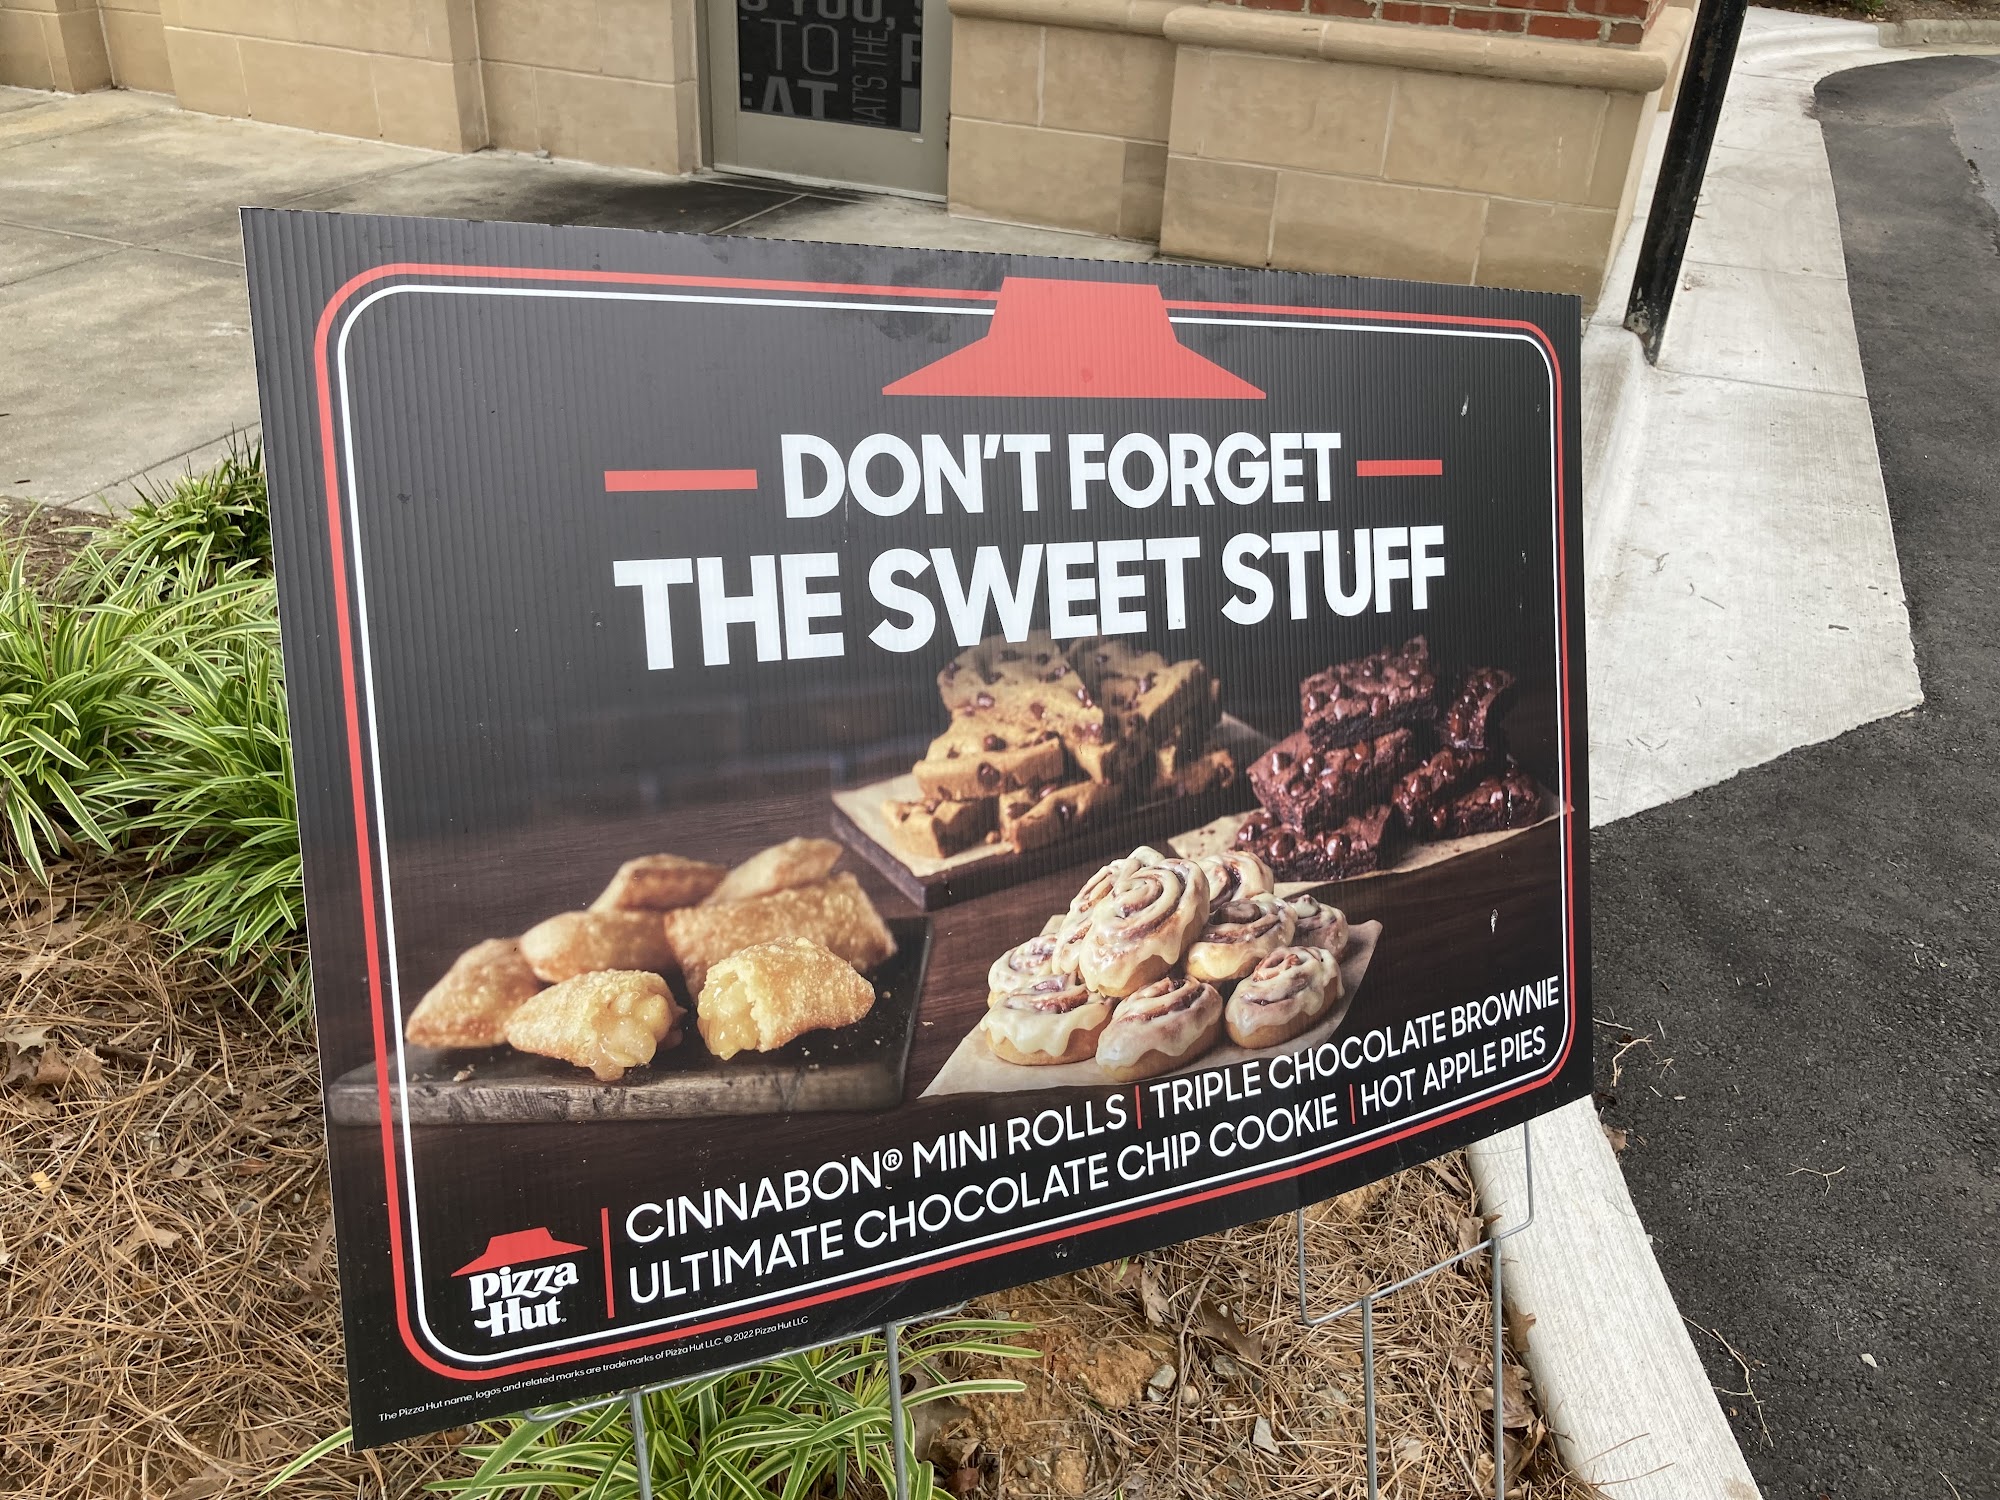 TO
EAT
DON'T FORGET
THE SWEET STUFF
CINNABON® MINI ROLLS | TRIPLE CHOCOLATE BROWNIE
ULTIMATE CHOCOLATE CHIP COOKIE | HOT APPLE PIES
Pizza
Hut
The Pizza Hut name, logos and related marks are trademarks of Pizza Hut LLC. © 2022 Pizza Hut LLC